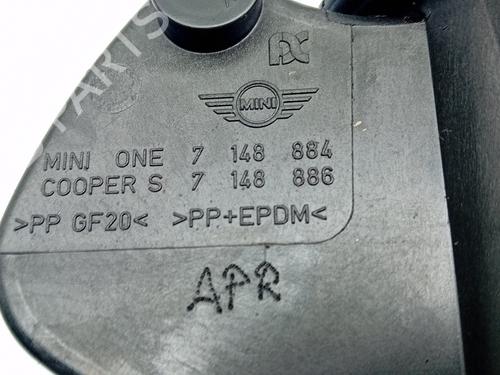 MINI
MINI ONE 7 148 884
COOPER S 7 148 886
>PP GF20< >PP+EPDM<
APR